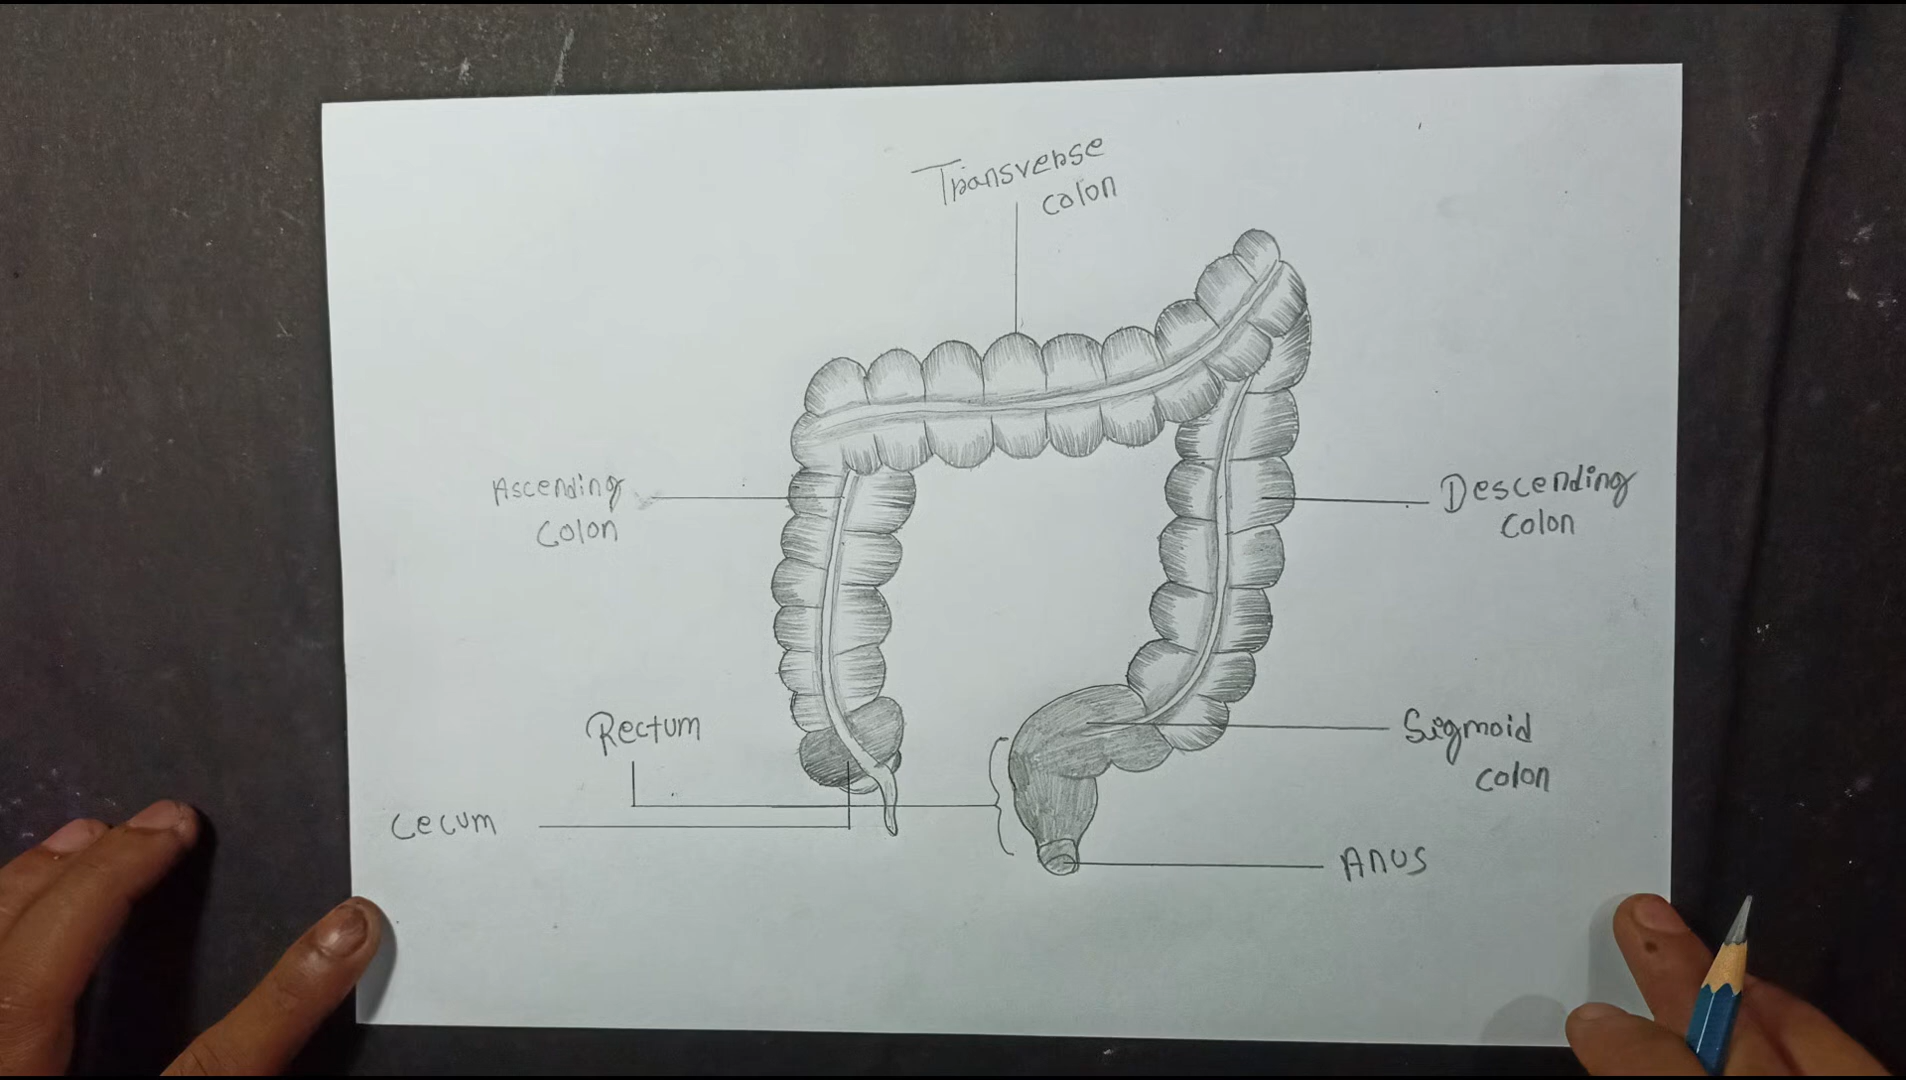 Transverse
colon
Ascending
colon
Descending
colon
Rectum
Sigmoid
colon
Cecum
Anus